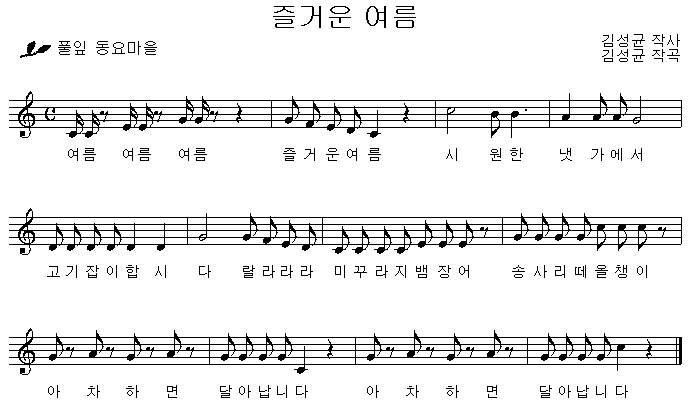 즐거운 여름
풀잎 동요마을
김성균 작사
김성균 작곡
여름 여름 여름 즐거운여름 시 원한 냇 가에서
고기잡이합 시 다 랄라라라 미꾸라지뱀장어 송사리떼올챙이
아 차 하 면 달아납니다 아 차 하 면 달아납니다